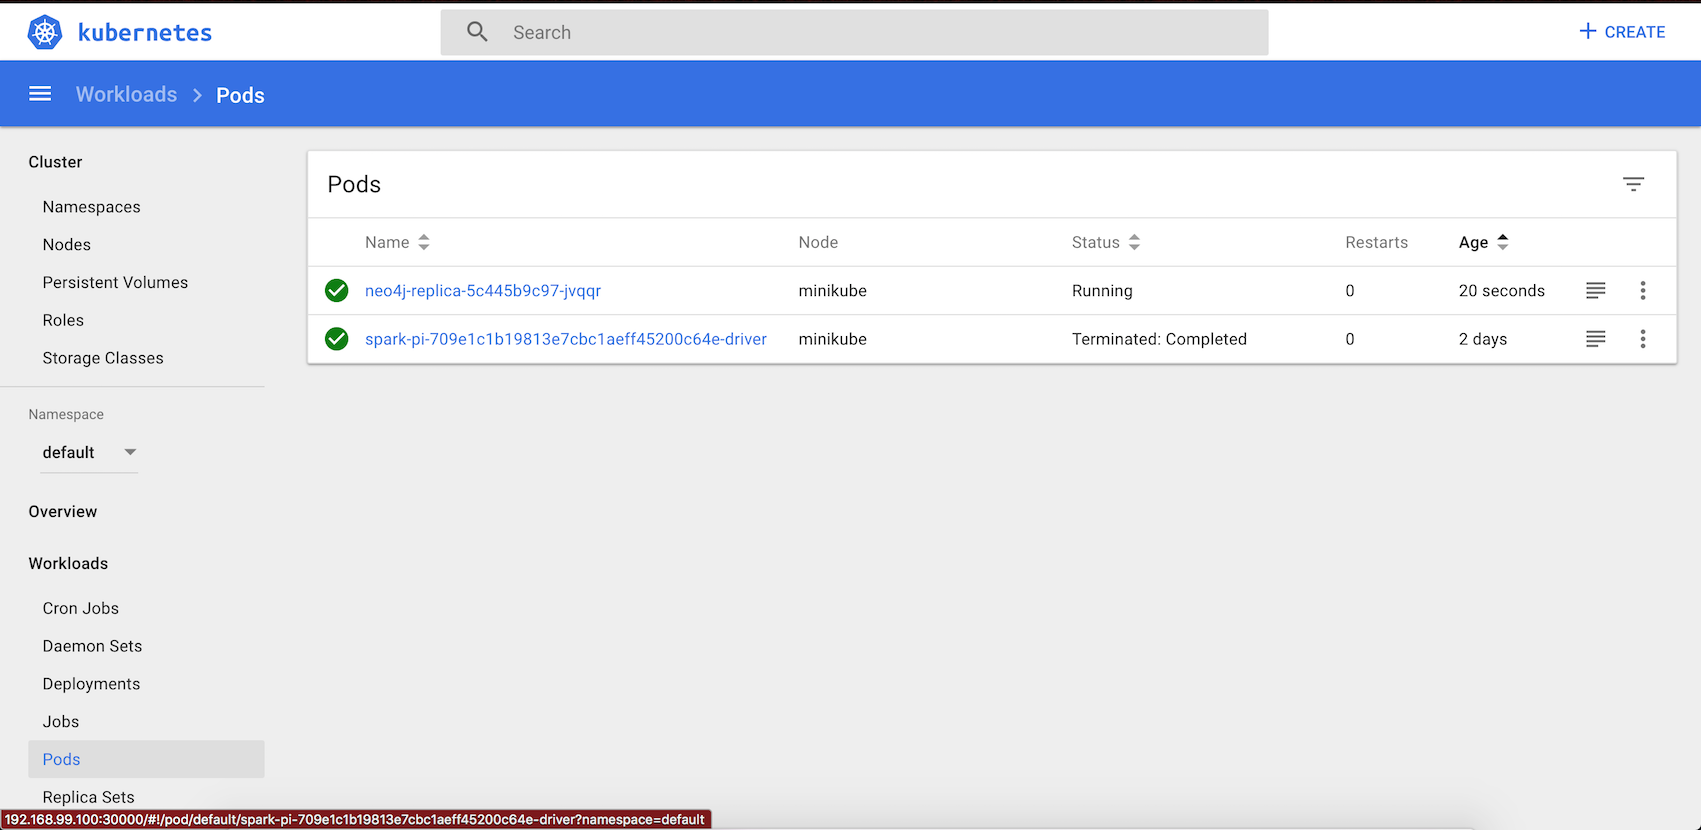 kubernetes
Search
CREATE
Workloads > Pods
Cluster
Namespaces
Nodes
Persistent Volumes
Roles
Storage Classes
Namespace
default
Overview
Workloads
Cron Jobs
Daemon Sets
Deployments
Jobs
Pods
Replica Sets
Pods
Name Node Status Restarts Age
neo4j-replica-5c445b9c97-jvqqr minikube Running 0 20 seconds
spark-pi-709e1c1b19813e7cbc1aeff45200c64e-driver minikube Terminated: Completed 0 2 days
192.168.99.100:30000/#!/pod/default/spark-pi-709e1c1b19813e7cbc1aeff45200c64e-driver?namespace=default